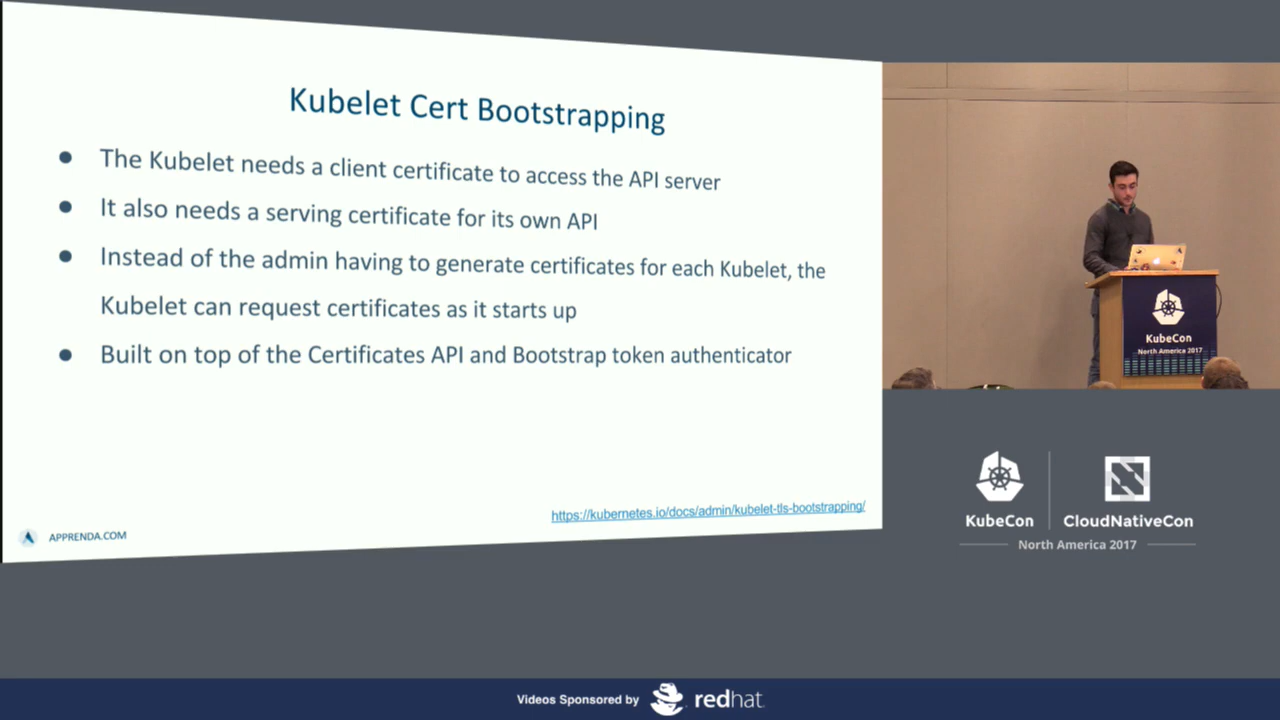 Kubelet Cert Bootstrapping
● The Kubelet needs a client certificate to access the API server
● It also needs a serving certificate for its own API
● Instead of the admin having to generate certificates for each Kubelet, the
Kubelet can request certificates as it starts up
● Built on top of the Certificates API and Bootstrap token authenticator
https://kubernetes.io/docs/admin/kubelet-tls-bootstrapping/
APPRENDA.COM
KubeCon
North America 2017
KubeCon
CloudNativeCon
North America 2017
Videos Sponsored by redhat